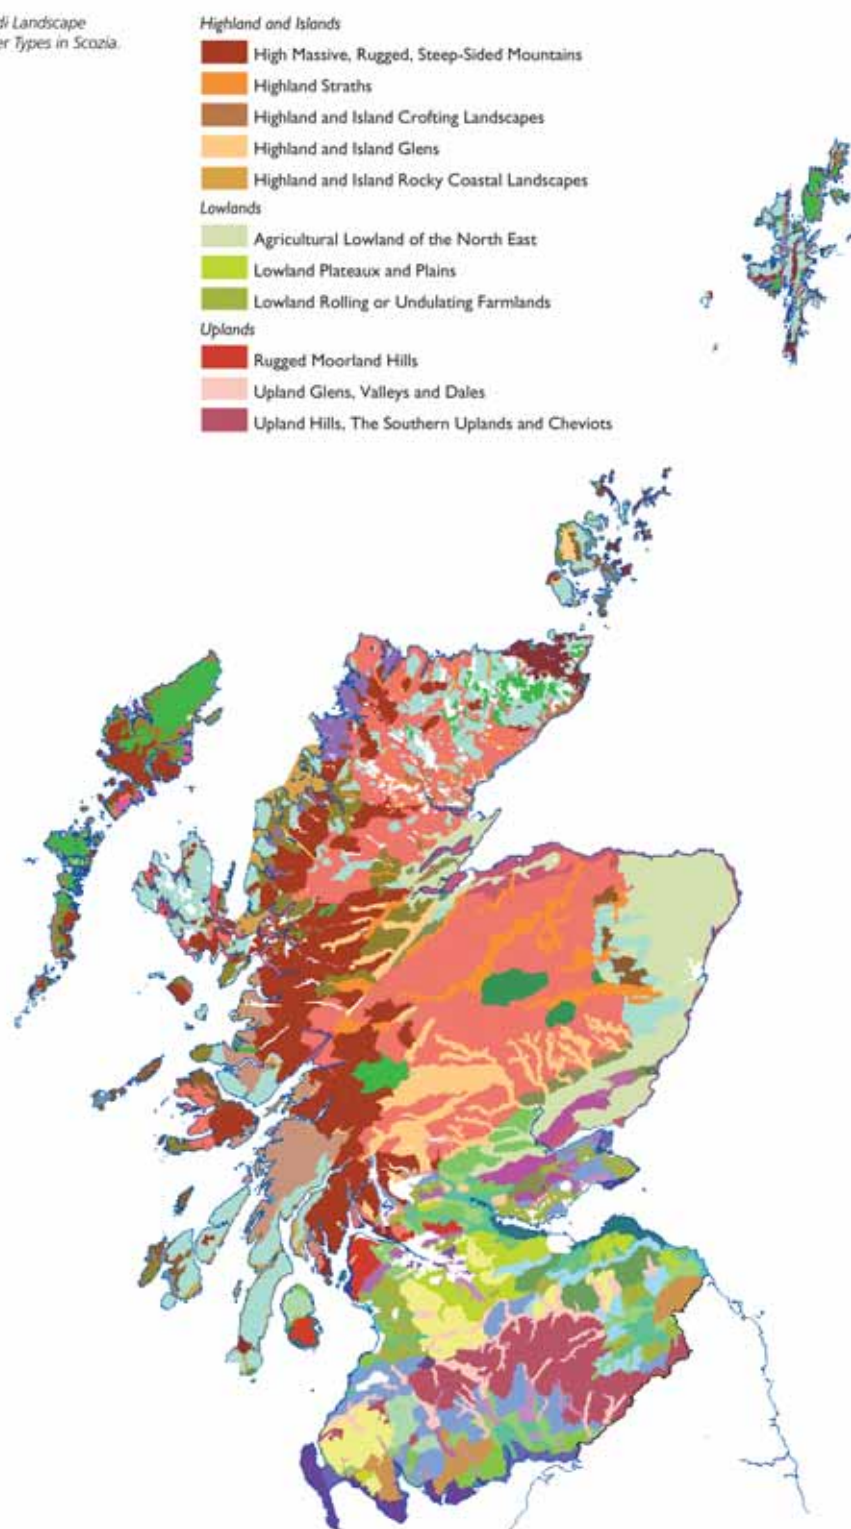 di Landscape
er Types in Scozia.
Highland and Islands
High Massive, Rugged, Steep-Sided Mountains
Highland Straths
Highland and Island Crofting Landscapes
Highland and Island Glens
Highland and Island Rocky Coastal Landscapes
Lowlands
Agricultural Lowland of the North East
Lowland Plateaux and Plains
Lowland Rolling or Undulating Farmlands
Uplands
Rugged Moorland Hills
Upland Glens, Valleys and Dales
Upland Hills, The Southern Uplands and Cheviots